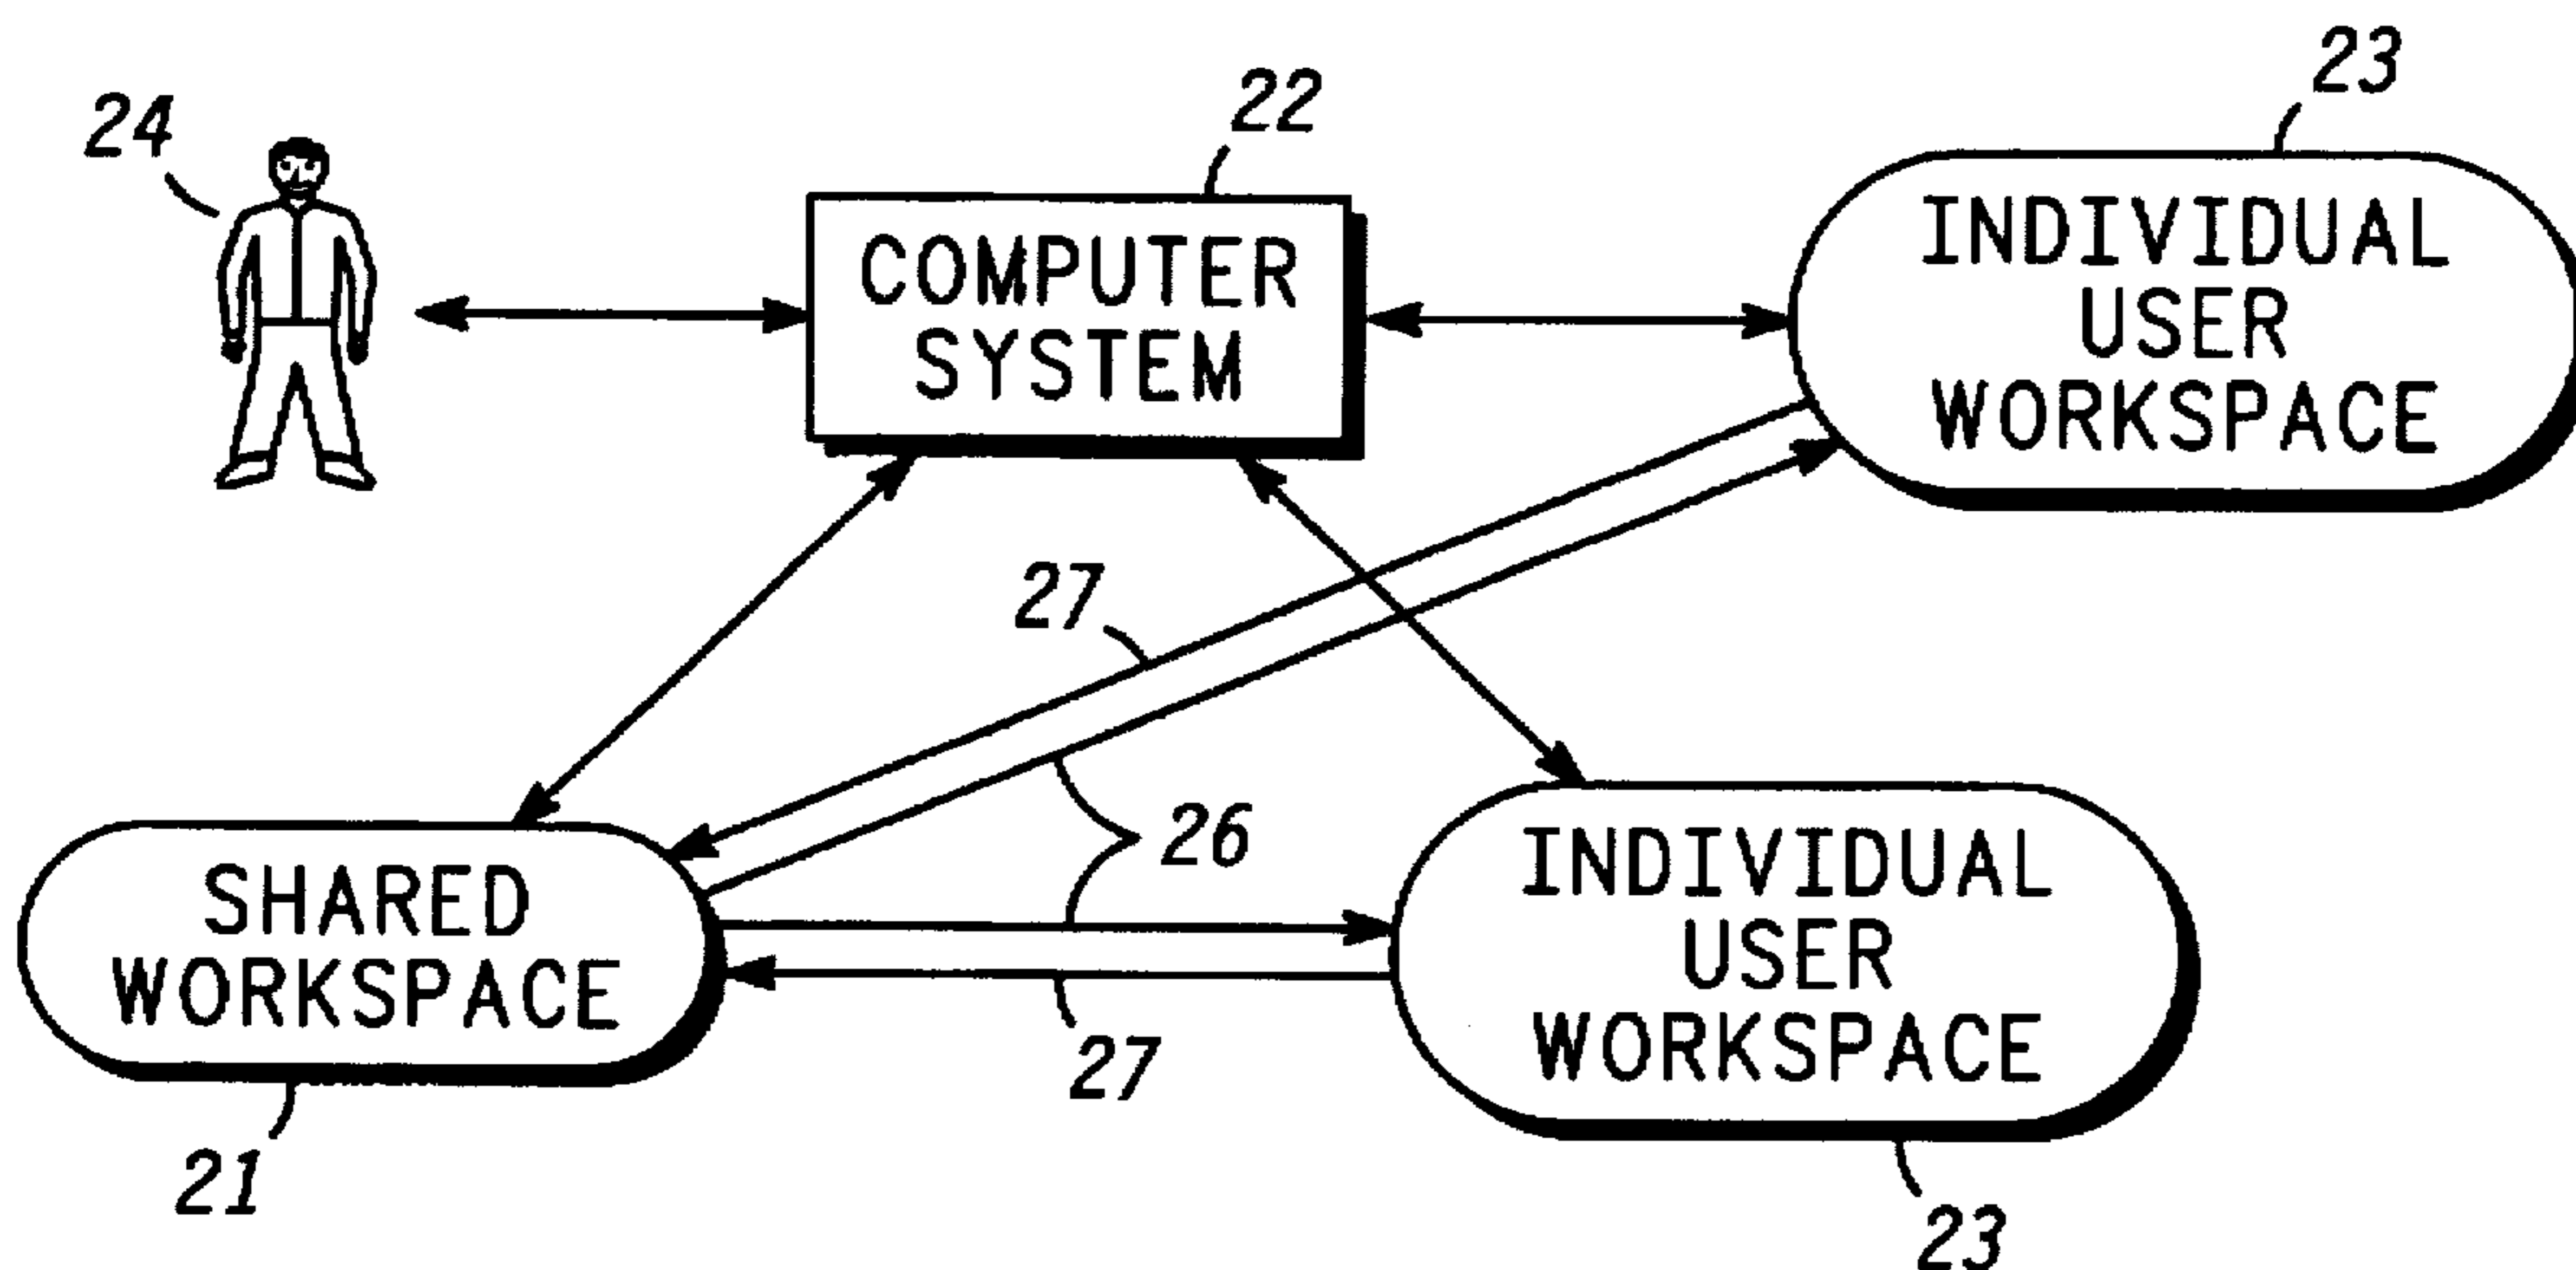 23
22
24
COMPUTER
SYSTEM
INDIVIDUAL
USER
WORKSPACE
27
26
SHARED
WORKSPACE
INDIVIDUAL
USER
WORKSPACE
27
21
23